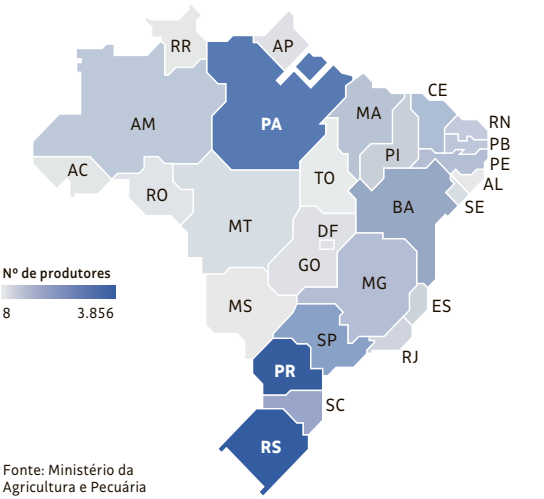 RR
AP
AM
PA
MA
CE
RN
PB
PE
AL
SE
PI
AC
RO
TO
BA
MT
DF
GO
MG
ES
MS
SP
RJ
PR
SC
RS
Nº de produtores
8 3.856
Fonte: Ministério da
Agricultura e Pecuária